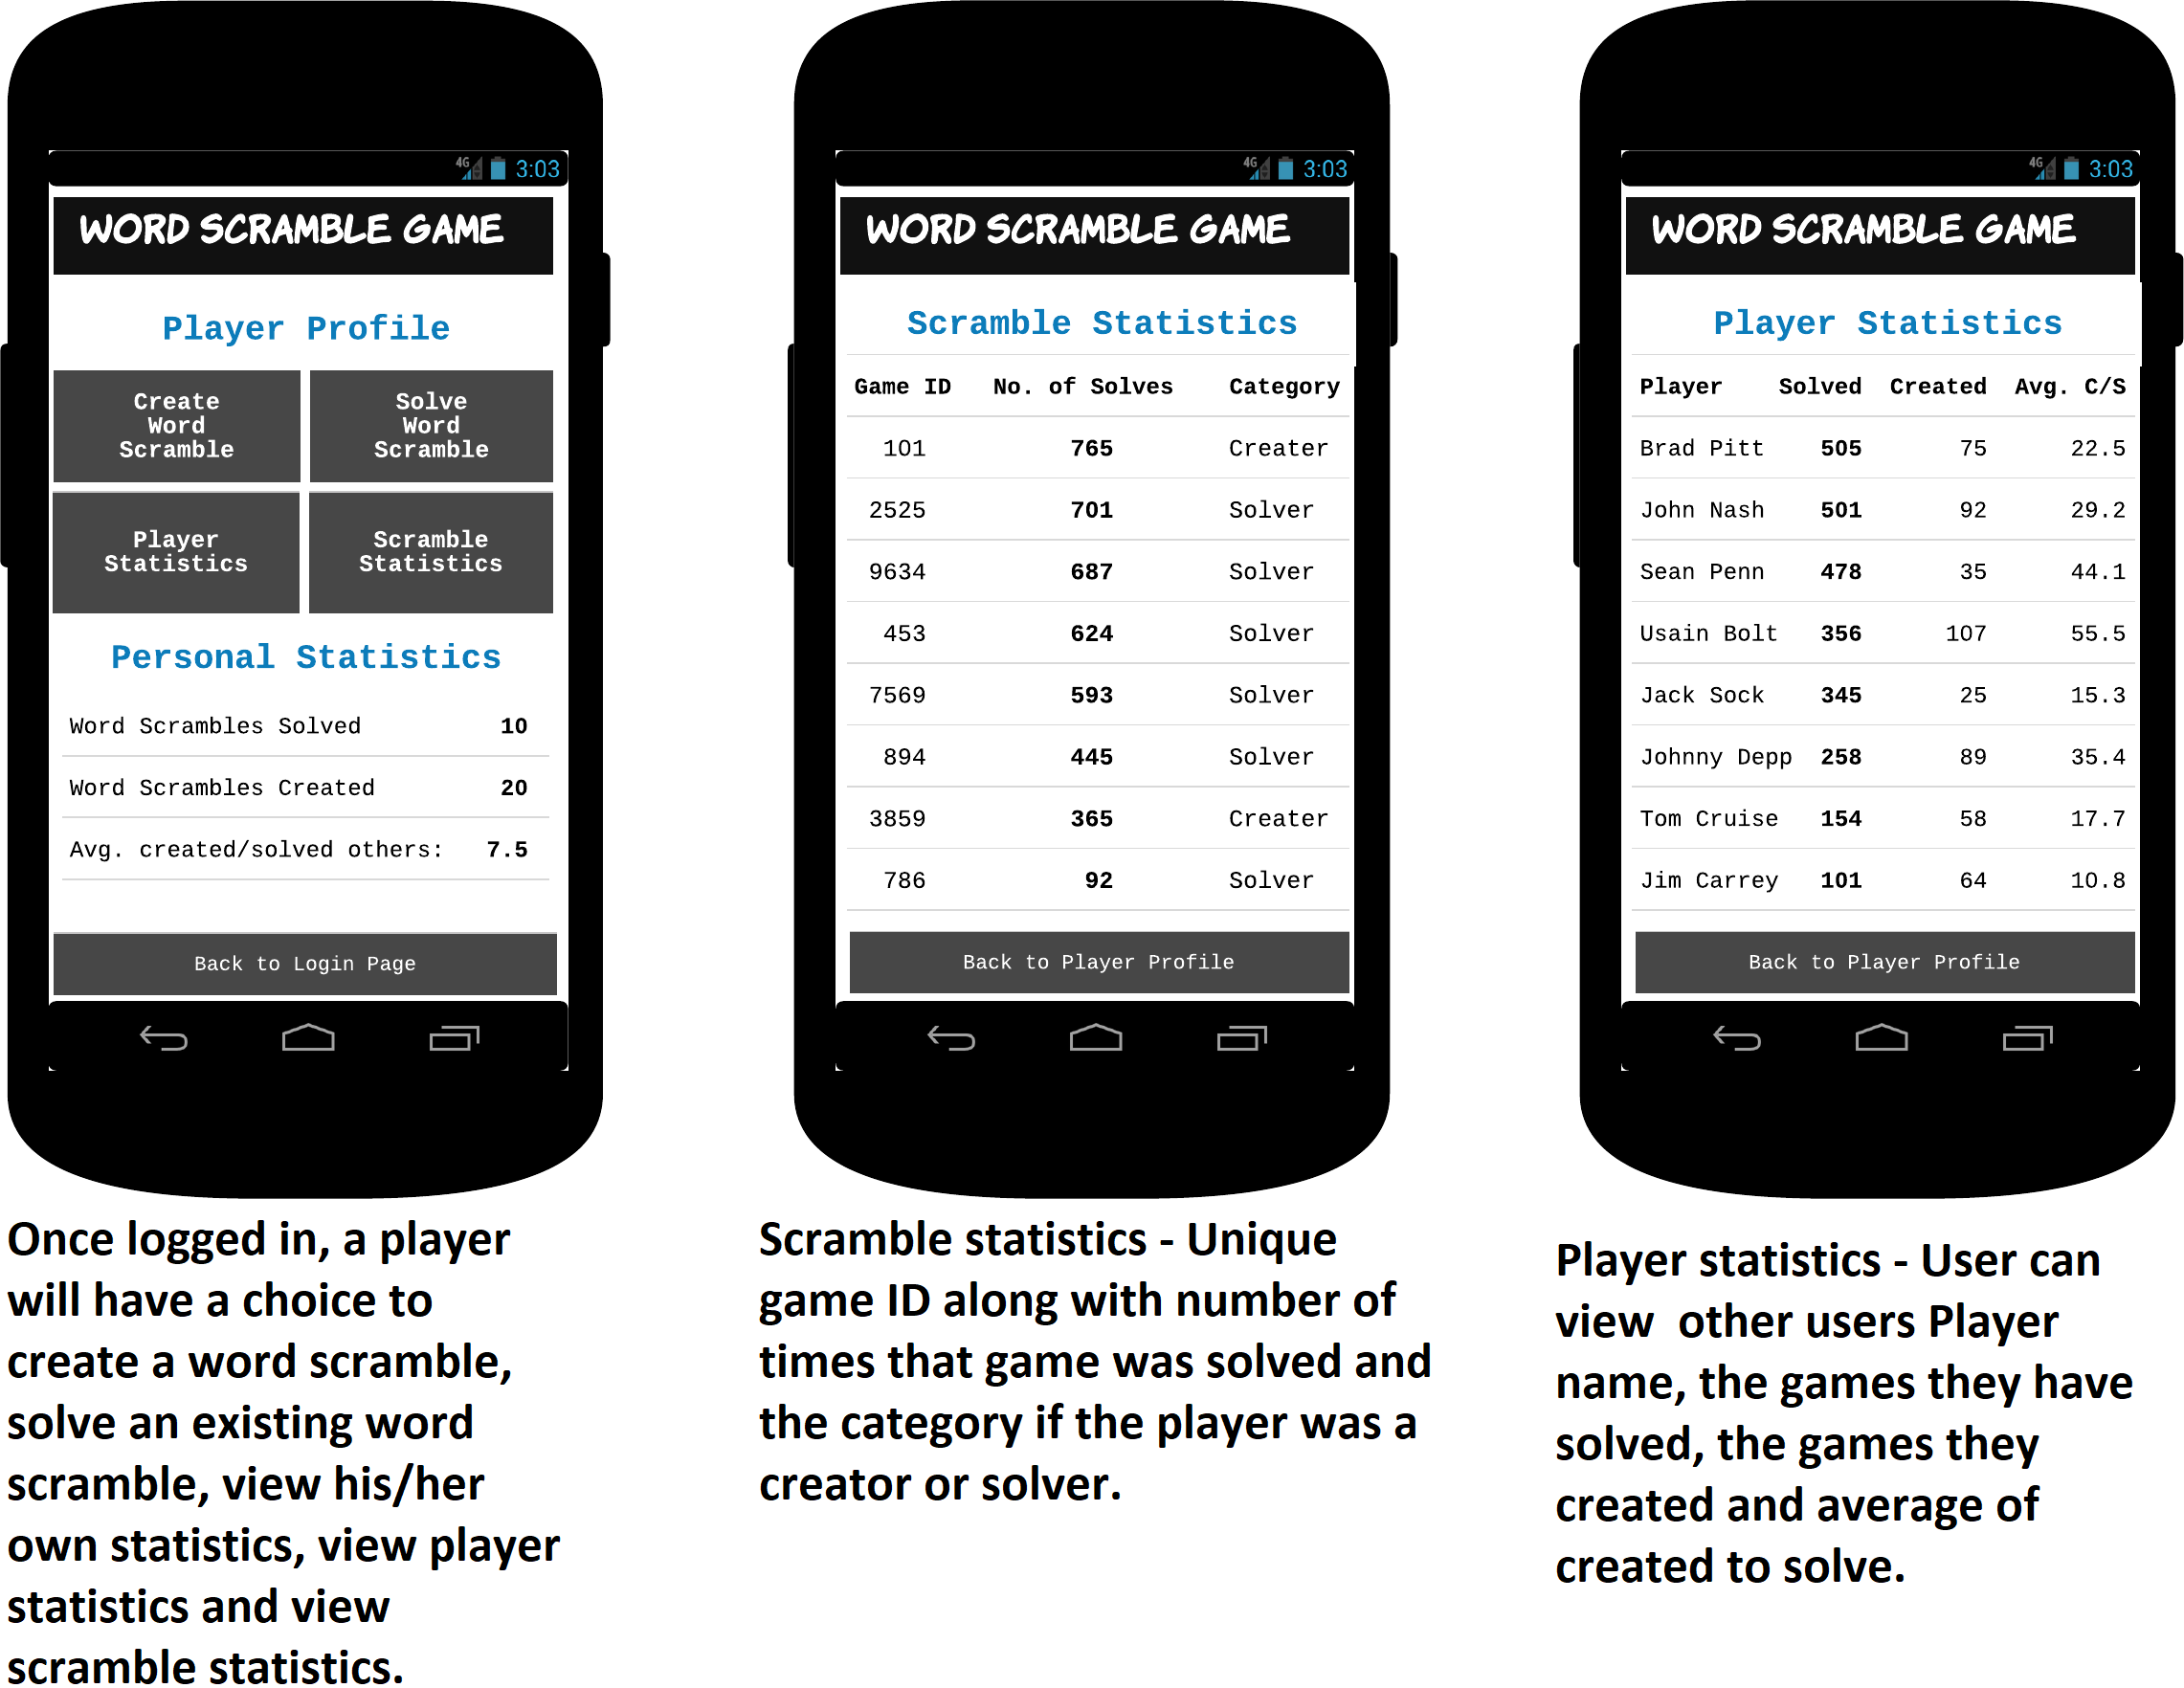 4G 3:03
WORD SCRAMBLE GAME
Player Profile
Create
Word
Scramble
Solve
Word
Scramble
Player
Statistics
Scramble
Statistics
Personal Statistics
Word Scrambles Solved 10
Word Scrambles Created 20
Avg. created/solved others: 7.5
Back to Login Page
Once logged in, a player
will have a choice to
create a word scramble,
solve an existing word
scramble, view his/her
own statistics, view player
statistics and view
scramble statistics.
4G 3:03
WORD SCRAMBLE GAME
Scramble Statistics
Game ID No. of Solves Category
101 765 Creater
2525 701 Solver
9634 687 Solver
453 624 Solver
7569 593 Solver
894 445 Solver
3859 365 Creater
786 92 Solver
Back to Player Profile
Scramble statistics - Unique
game ID along with number of
times that game was solved and
the category if the player was a
creator or solver.
4G 3:03
WORD SCRAMBLE GAME
Player Statistics
Player Solved Created Avg. C/S
Brad Pitt 505 75 22.5
John Nash 501 92 29.2
Sean Penn 478 35 44.1
Usain Bolt 356 107 55.5
Jack Sock 345 25 15.3
Johnny Depp 258 89 35.4
Tom Cruise 154 58 17.7
Jim Carrey 101 64 10.8
Back to Player Profile
Player statistics - User can
view  other users Player
name, the games they have
solved, the games they
created and average of
created to solve.